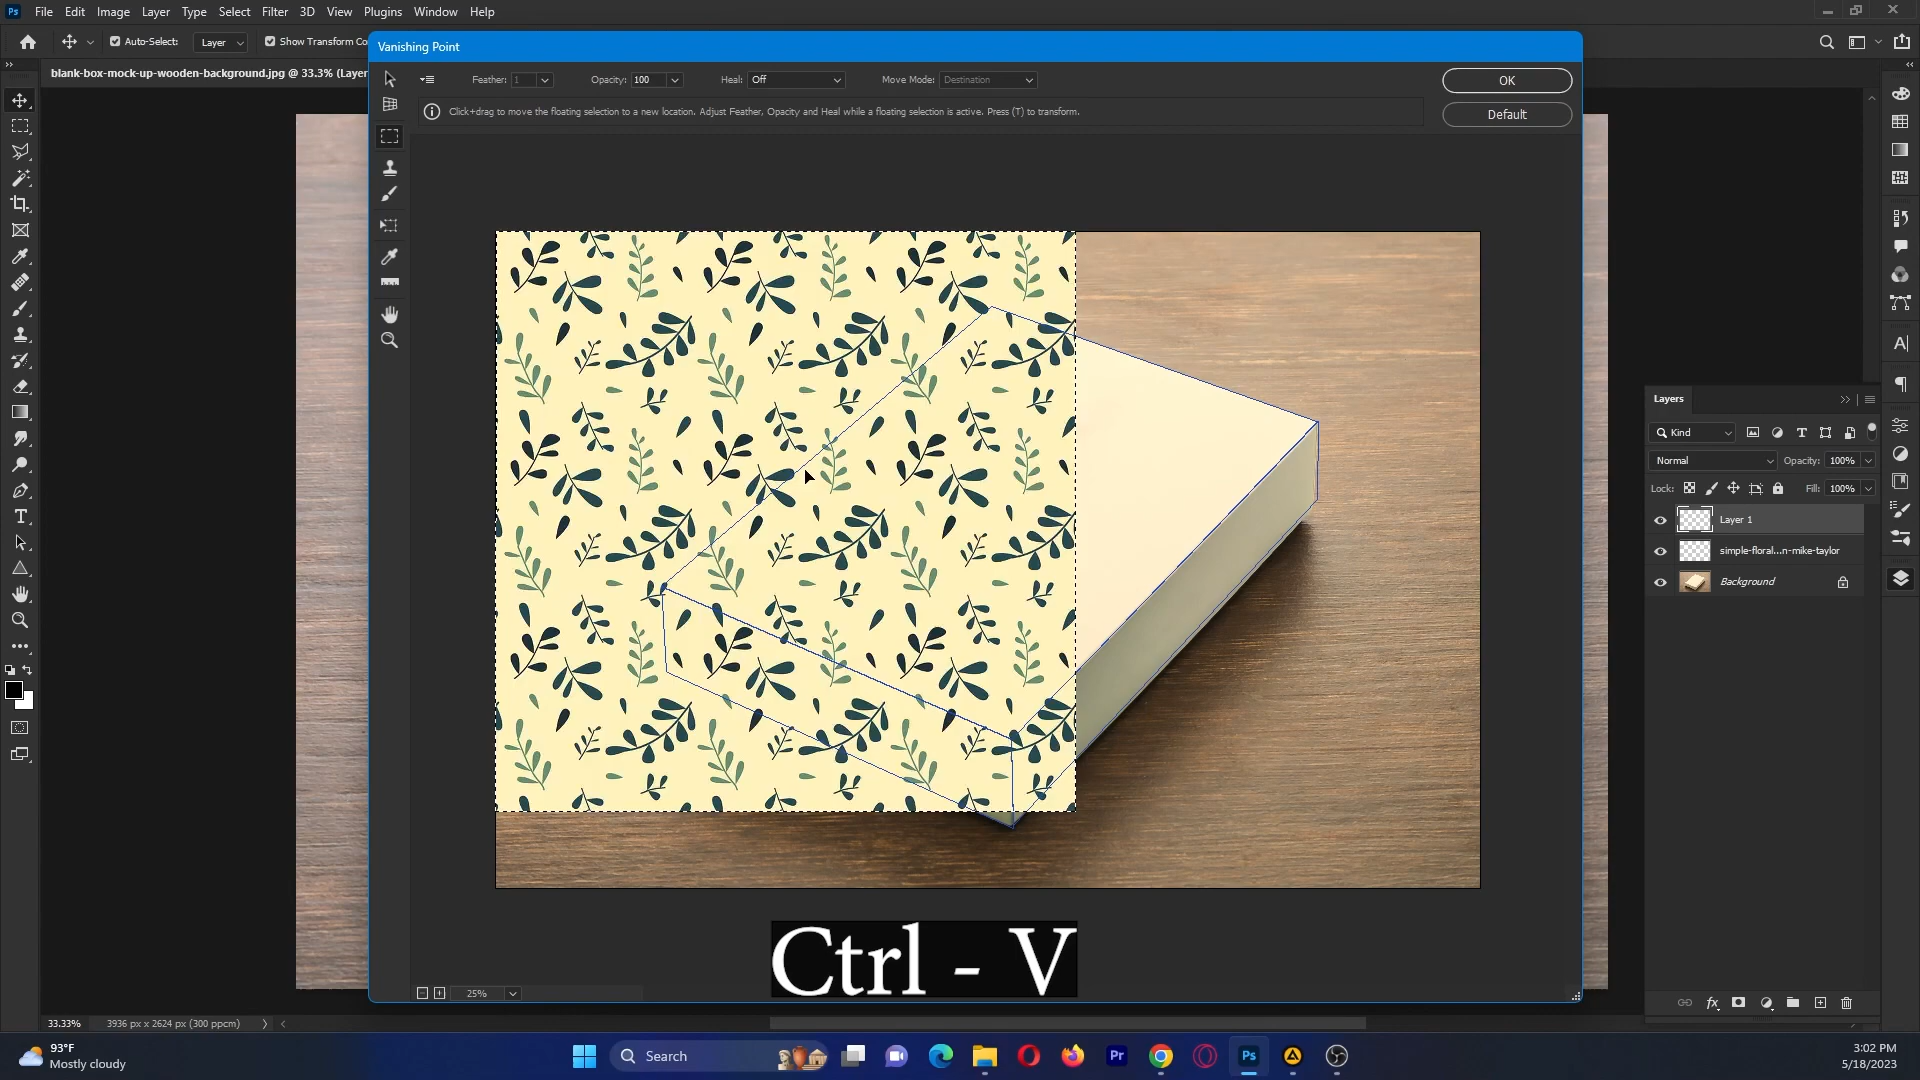 Ps File Edit Image Layer Type Select Filter 3D View Plugins Window Help
Auto-Select: Layer Show Transform Co
blank-box-mock-up-wooden-background.jpg @ 33.3% (Layer
Vanishing Point
Feather: 1 Opacity: 100 Heal: Off Move Mode: Destination
OK
Click+drag to move the floating selection to a new location. Adjust Feather, Opacity and Heal while a floating selection is active. Press (T) to transform.
Default
Layers
Kind
Normal Opacity: 100%
Lock: Fill: 100%
Layer 1
simple-floral...n-mike-taylor
Background
Ctrl - V
25%
33.33% 3936 px x 2624 px (300 ppcm)
93°F
Mostly cloudy
Search
Pr Ps
3:02 PM
5/18/2023